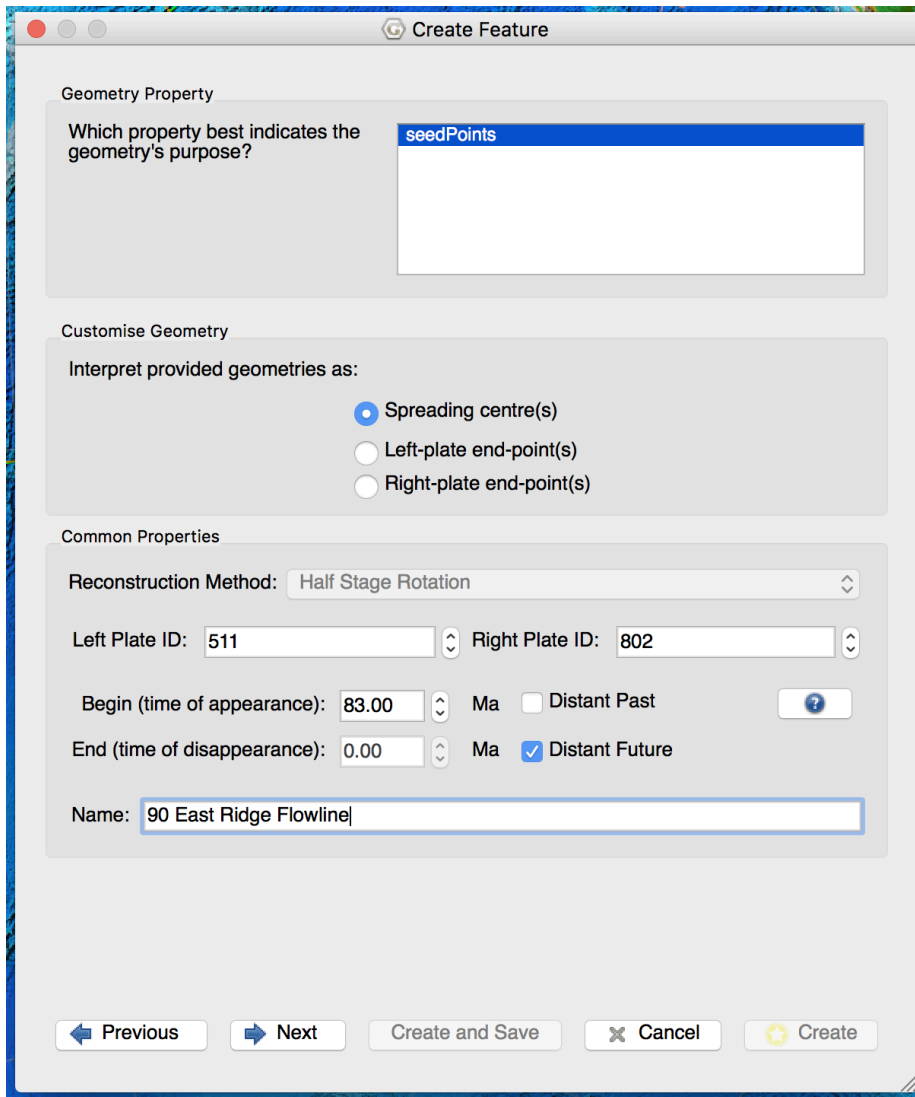 Create Feature
Geometry Property
Which property best indicates the
geometry's purpose?
seedPoints
Customise Geometry
Interpret provided geometries as:
Spreading centre(s)
Left-plate end-point(s)
Right-plate end-point(s)
Common Properties
Reconstruction Method: Half Stage Rotation
Left Plate ID: 511 Right Plate ID: 802
Begin (time of appearance): 83.00 Ma Distant Past
End (time of disappearance): 0.00 Ma Distant Future
Name: 90 East Ridge Flowline
Previous Next Create and Save Cancel Create